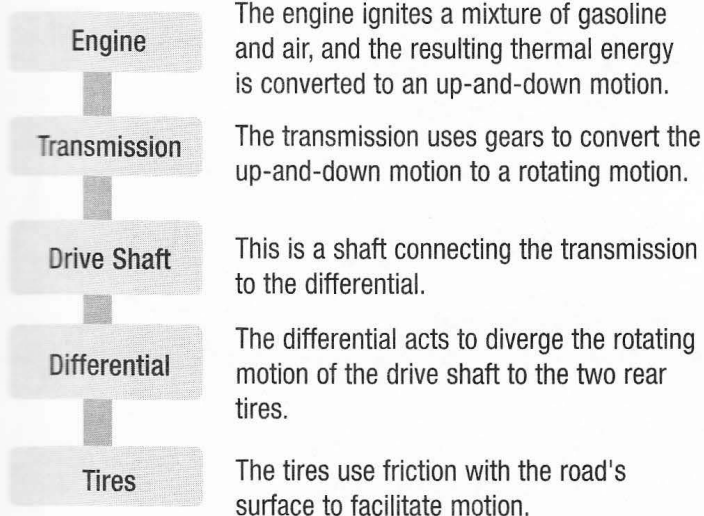 Engine
The engine ignites a mixture of gasoline
and air, and the resulting thermal energy
is converted to an up-and-down motion.
Transmission
The transmission uses gears to convert the
up-and-down motion to a rotating motion.
Drive Shaft
This is a shaft connecting the transmission
to the differential.
Differential
The differential acts to diverge the rotating
motion of the drive shaft to the two rear
tires.
Tires
The tires use friction with the road's
surface to facilitate motion.